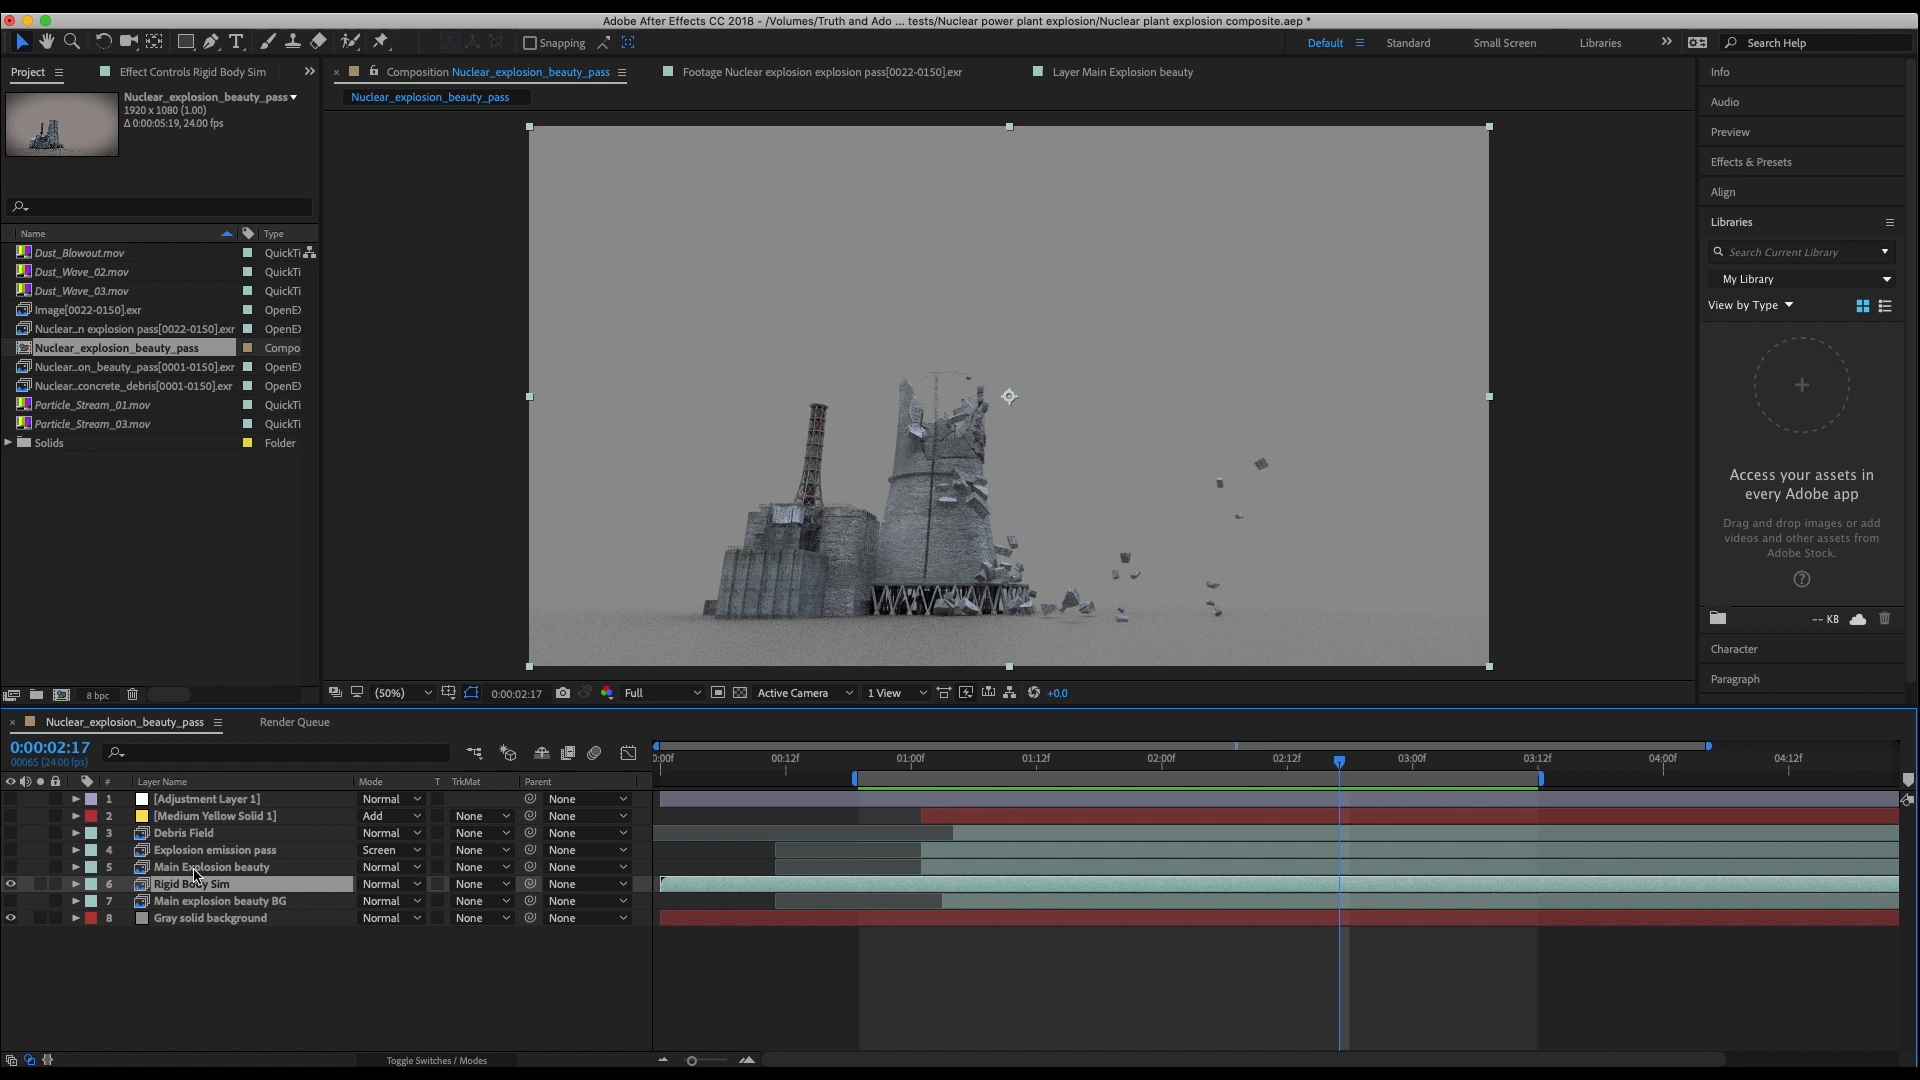 Adobe After Effects CC 2018 - /Volumes/Truth and Ado ... tests/Nuclear power plant explosion/Nuclear plant explosion composite.aep *
Snapping
Default
Standard
Small Screen
Libraries
Search Help
Project
Effect Controls Rigid Body Sim
Composition Nuclear_explosion_beauty_pass
Footage Nuclear explosion explosion pass[0022-0150].exr
Layer Main Explosion beauty
Nuclear_explosion_beauty_pass
Nuclear_explosion_beauty_pass
1920 x 1080 (1.00)
Δ 0:00:05:19, 24.00 fps
Name
Type
Dust_Blowout.mov QuickTi
Dust_Wave_02.mov QuickTi
Dust_Wave_03.mov QuickTi
Image[0022-0150].exr OpenEX
Nuclear...n explosion pass[0022-0150].exr OpenEX
Nuclear_explosion_beauty_pass Compo
Nuclear...on_beauty_pass[0001-0150].exr OpenEX
Nuclear...concrete_debris[0001-0150].exr OpenEX
Particle_Stream_01.mov QuickTi
Particle_Stream_03.mov QuickTi
Solids Folder
8 bpc
(50%)
0:00:02:17
Full
Active Camera
1 View
+0.0
Info
Audio
Preview
Effects & Presets
Align
Libraries
Search Current Library
My Library
View by Type
Access your assets in
every Adobe app
Drag and drop images or add
videos and other assets from
Adobe Stock.
-- KB
Character
Paragraph
Nuclear_explosion_beauty_pass
Render Queue
0:00:02:17
00065 (24.00 fps)
# Layer Name Mode T TrkMat Parent
1 [Adjustment Layer 1] Normal None
2 [Medium Yellow Solid 1] Add None None
3 Debris Field Normal None None
4 Explosion emission pass Screen None None
5 Main Explosion beauty Normal None None
6 Rigid Body Sim Normal None None
7 Main explosion beauty BG Normal None None
8 Gray solid background Normal None None
:00f 00:12f 01:00f 01:12f 02:00f 02:12f 03:00f 03:12f 04:00f 04:12f
Toggle Switches / Modes